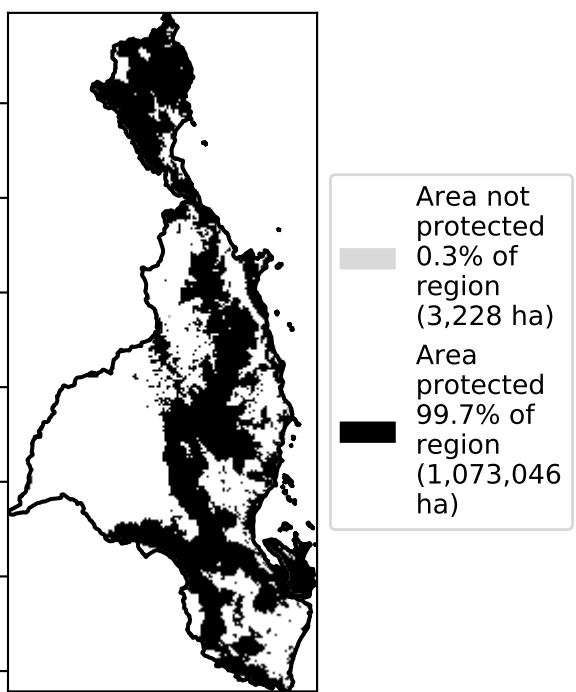 Area not
protected
0.3% of
region
(3,228 ha)
Area
protected
99.7% of
region
(1,073,046
ha)